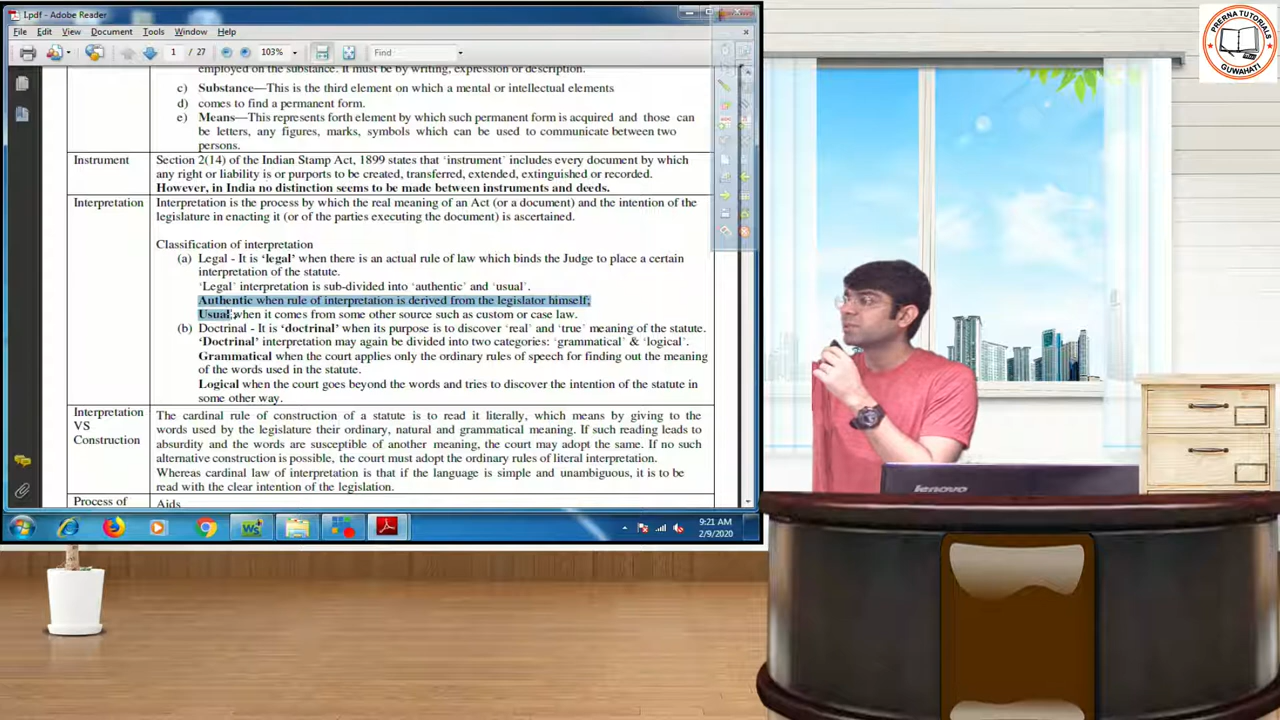 I.pdf - Adobe Reader
File Edit View Document Tools Window Help
1 / 27 103% Find
employed on the substance. It must be by writing, expression or description.
c) Substance—This is the third element on which a mental or intellectual elements
d) comes to find a permanent form.
e) Means—This represents forth element by which such permanent form is acquired and those can
be letters, any figures, marks, symbols which can be used to communicate between two
persons.
Instrument
Section 2(14) of the Indian Stamp Act, 1899 states that 'instrument' includes every document by which
any right or liability is or purports to be created, transferred, extended, extinguished or recorded.
However, in India no distinction seems to be made between instruments and deeds.
Interpretation
Interpretation is the process by which the real meaning of an Act (or a document) and the intention of the
legislature in enacting it (or of the parties executing the document) is ascertained.
Classification of interpretation
(a) Legal - It is 'legal' when there is an actual rule of law which binds the Judge to place a certain
interpretation of the statute.
'Legal' interpretation is sub-divided into 'authentic' and 'usual'.
Authentic when rule of interpretation is derived from the legislator himself;
Usual when it comes from some other source such as custom or case law.
(b) Doctrinal - It is 'doctrinal' when its purpose is to discover 'real' and 'true' meaning of the statute.
'Doctrinal' interpretation may again be divided into two categories: 'grammatical' & 'logical'.
Grammatical when the court applies only the ordinary rules of speech for finding out the meaning
of the words used in the statute.
Logical when the court goes beyond the words and tries to discover the intention of the statute in
some other way.
Interpretation
VS
Construction
The cardinal rule of construction of a statute is to read it literally, which means by giving to the
words used by the legislature their ordinary, natural and grammatical meaning. If such reading leads to
absurdity and the words are susceptible of another meaning, the court may adopt the same. If no such
alternative construction is possible, the court must adopt the ordinary rules of literal interpretation.
Whereas cardinal law of interpretation is that if the language is simple and unambiguous, it is to be
read with the clear intention of the legislation.
Process of
Aids
9:21 AM
2/9/2020
PRERNA TUTORIALS
GUWAHATI
lenovo